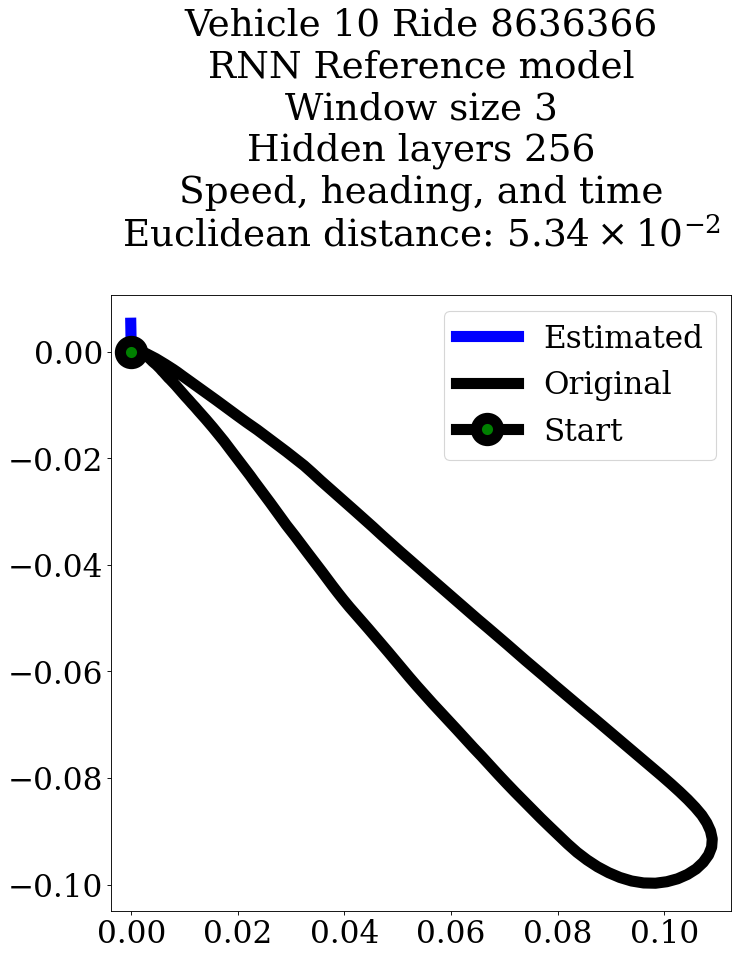 Vehicle 10 Ride 8636366
RNN Reference model
Window size 3
Hidden layers 256
Speed, heading, and time
Euclidean distance: 5.34 × 10⁻²
Estimated
Original
Start
0.00
−0.02
−0.04
−0.06
−0.08
−0.10
0.00 0.02 0.04 0.06 0.08 0.10